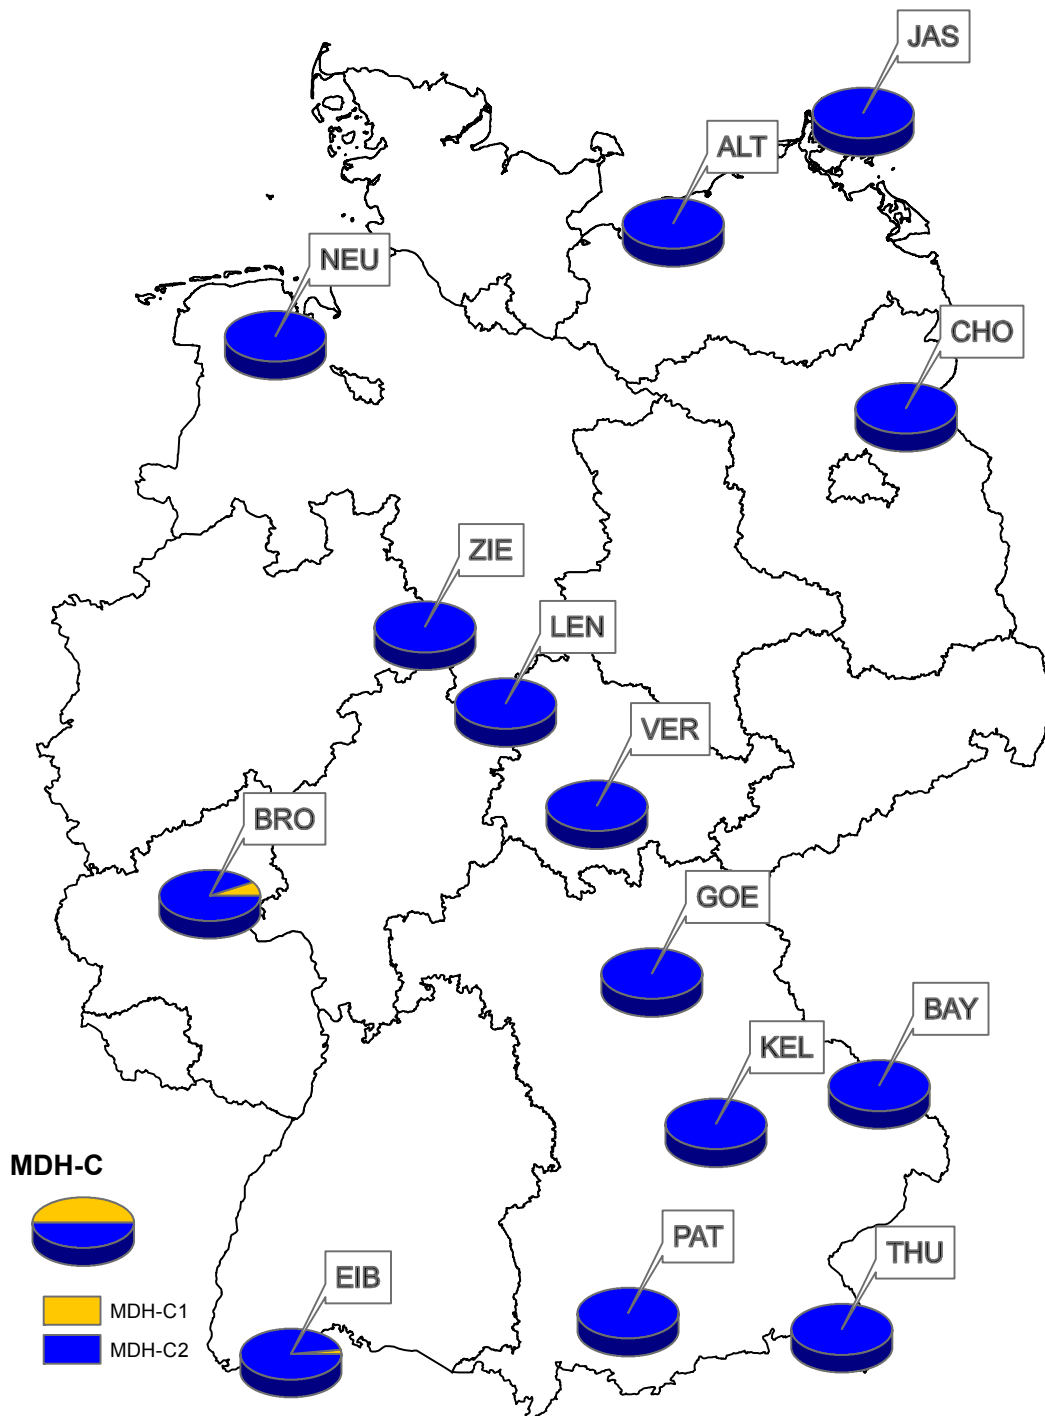 JAS
ALT
NEU
CHO
ZIE
LEN
VER
BRO
GOE
BAY
KEL
MDH-C
PAT
THU
EIB
MDH-C1
MDH-C2